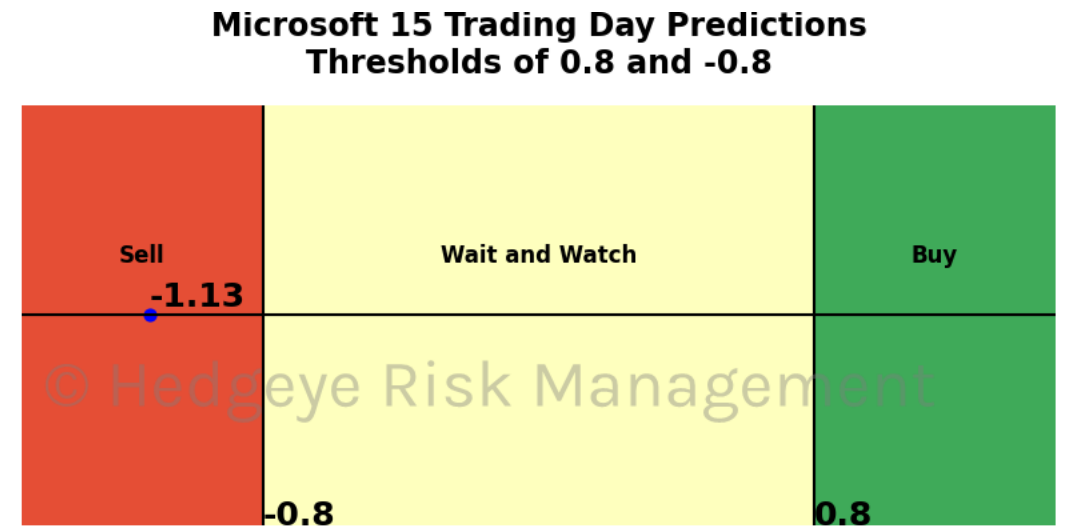 Microsoft 15 Trading Day Predictions
Thresholds of 0.8 and -0.8
Sell
Wait and Watch
Buy
-1.13
© Hedgeye Risk Management
-0.8
0.8